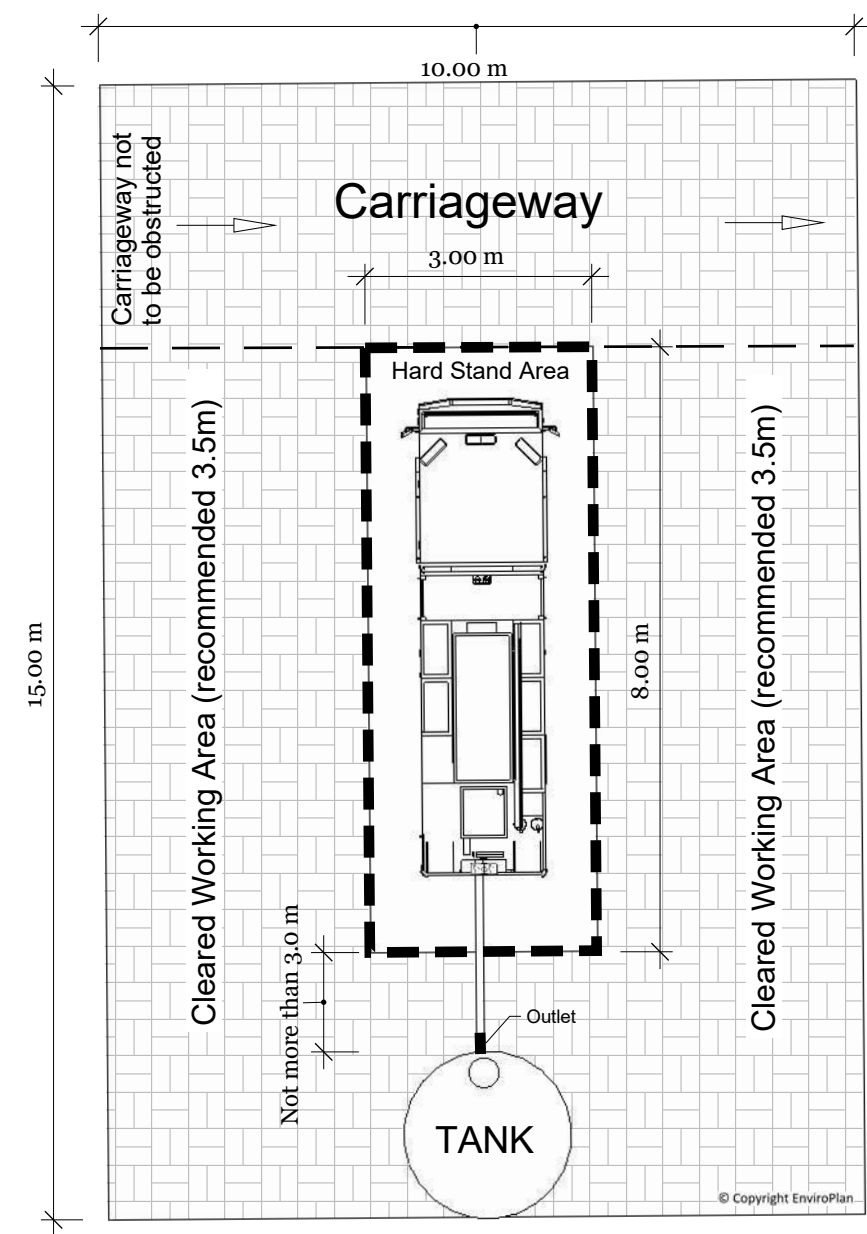 10.00 m
Carriageway not
to be obstructed
Carriageway
3.00 m
Hard Stand Area
Cleared Working Area (recommended 3.5m)
Cleared Working Area (recommended 3.5m)
15.00 m
8.00 m
Not more than 3.0 m
Outlet
TANK
© Copyright EnviroPlan